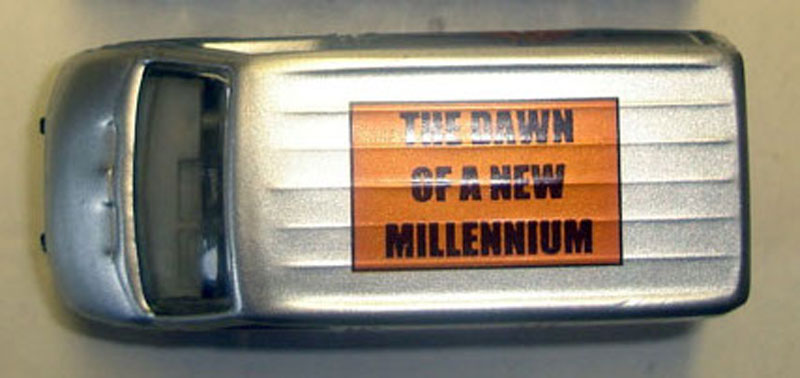 THE DAWN
OF A NEW
MILLENNIUM